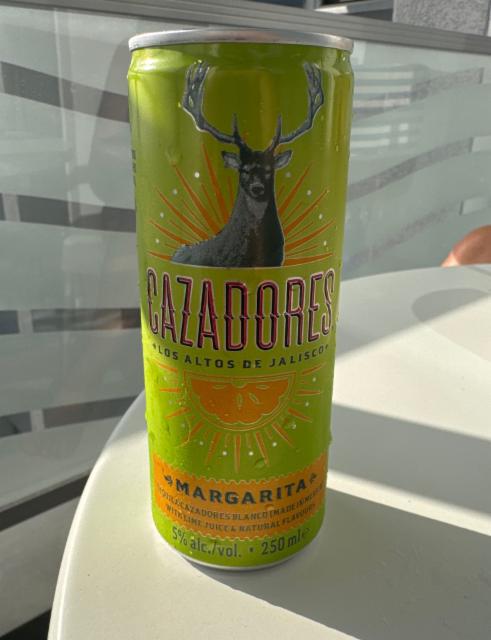 CAZADORES
•LOS ALTOS DE JALISCO•
MARGARITA
TEQUILA CAZADORES BLANCO (MADE IN MEXICO)
WITH LIME JUICE & NATURAL FLAVOURS
5% alc./vol. • 250 ml e